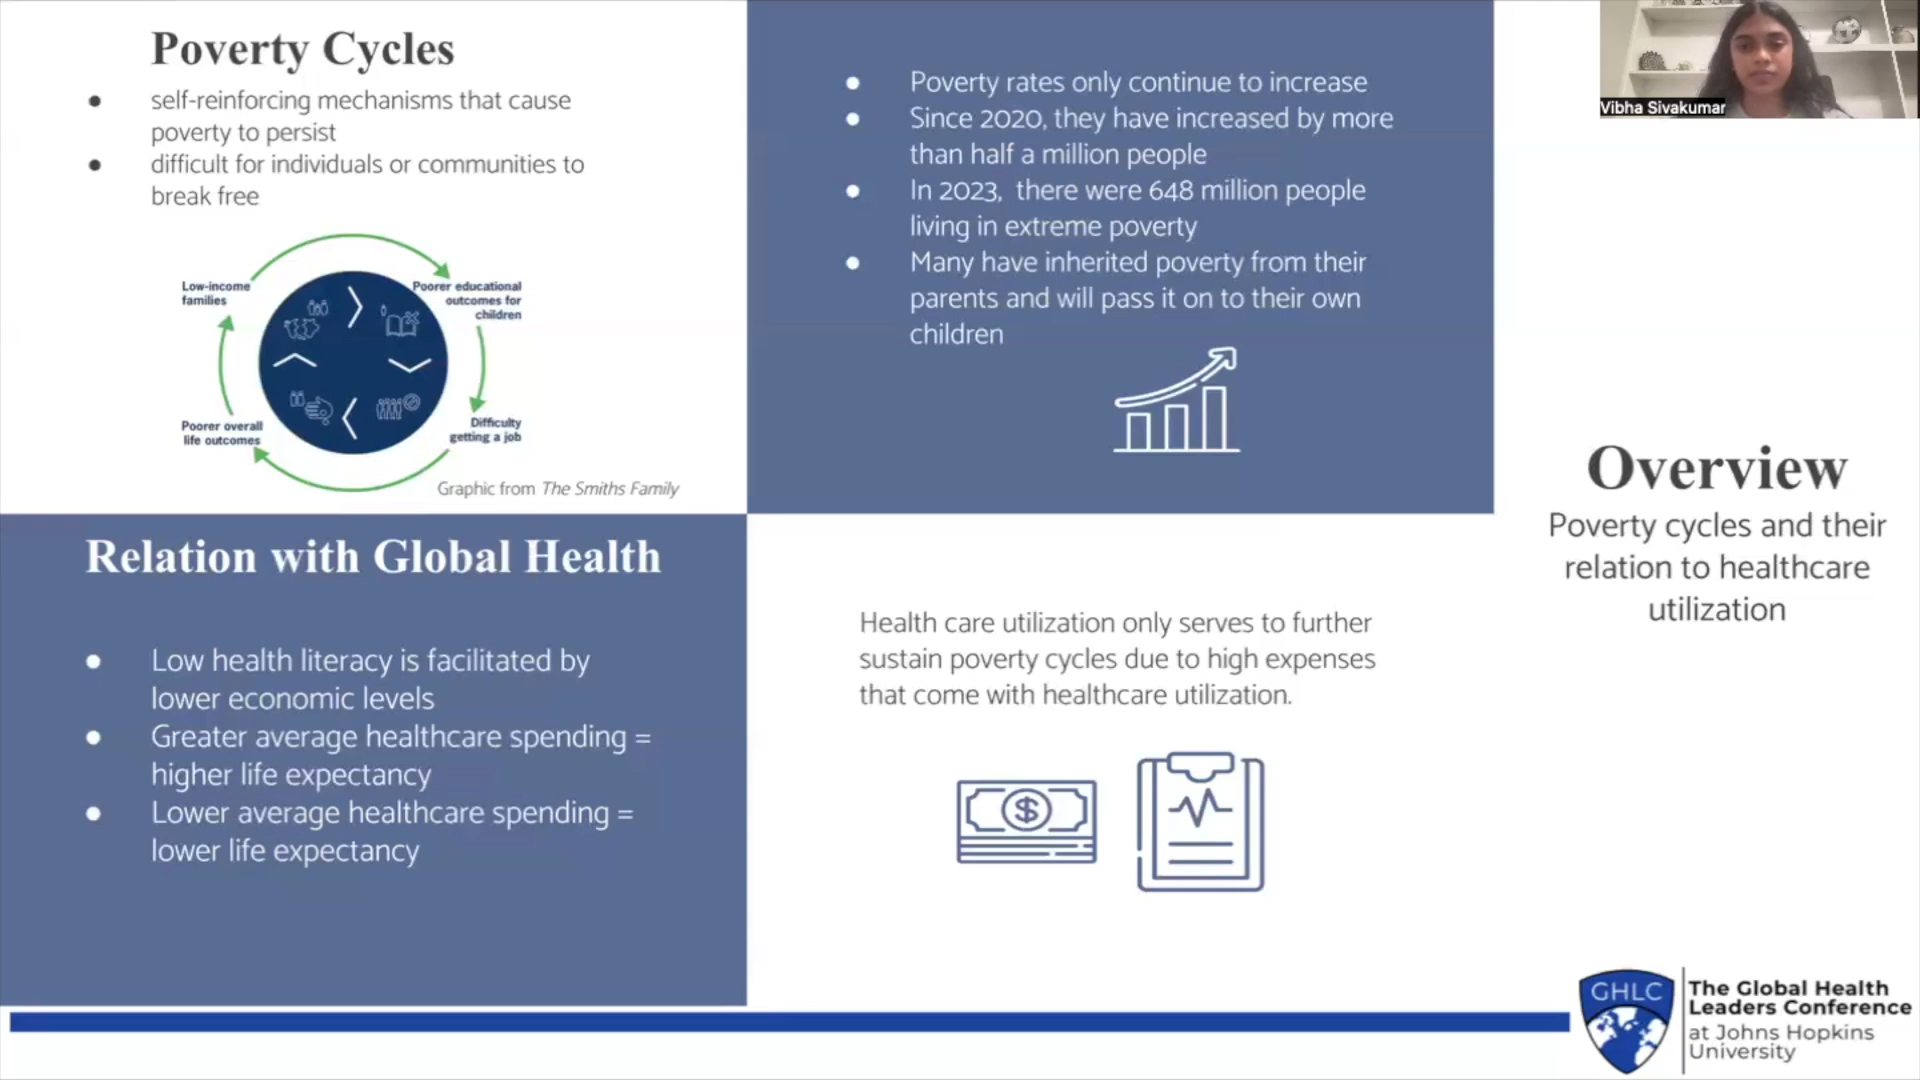 Poverty Cycles
● self-reinforcing mechanisms that cause
poverty to persist
● difficult for individuals or communities to
break free
Low-income
families
Poorer educational
outcomes for
children
Difficulty
getting a job
Poorer overall
life outcomes
Graphic from The Smiths Family
● Poverty rates only continue to increase
● Since 2020, they have increased by more
than half a million people
● In 2023, there were 648 million people
living in extreme poverty
● Many have inherited poverty from their
parents and will pass it on to their own
children
Relation with Global Health
● Low health literacy is facilitated by
lower economic levels
● Greater average healthcare spending =
higher life expectancy
● Lower average healthcare spending =
lower life expectancy
Health care utilization only serves to further
sustain poverty cycles due to high expenses
that come with healthcare utilization.
$
Vibha Sivakumar
Overview
Poverty cycles and their
relation to healthcare
utilization
GHLC
The Global Health
Leaders Conference
at Johns Hopkins
University